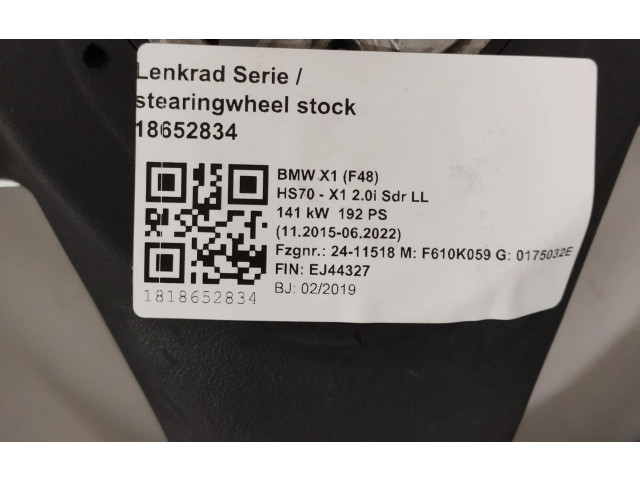 Lenkrad Serie /
stearingwheel stock
18652834
BMW X1 (F48)
HS70 - X1 2.0i Sdr LL
141 kW 192 PS
(11.2015-06.2022)
Fzgnr.: 24-11518 M: F610K059 G: 0175032E
FIN: EJ44327
BJ: 02/2019
1818652834